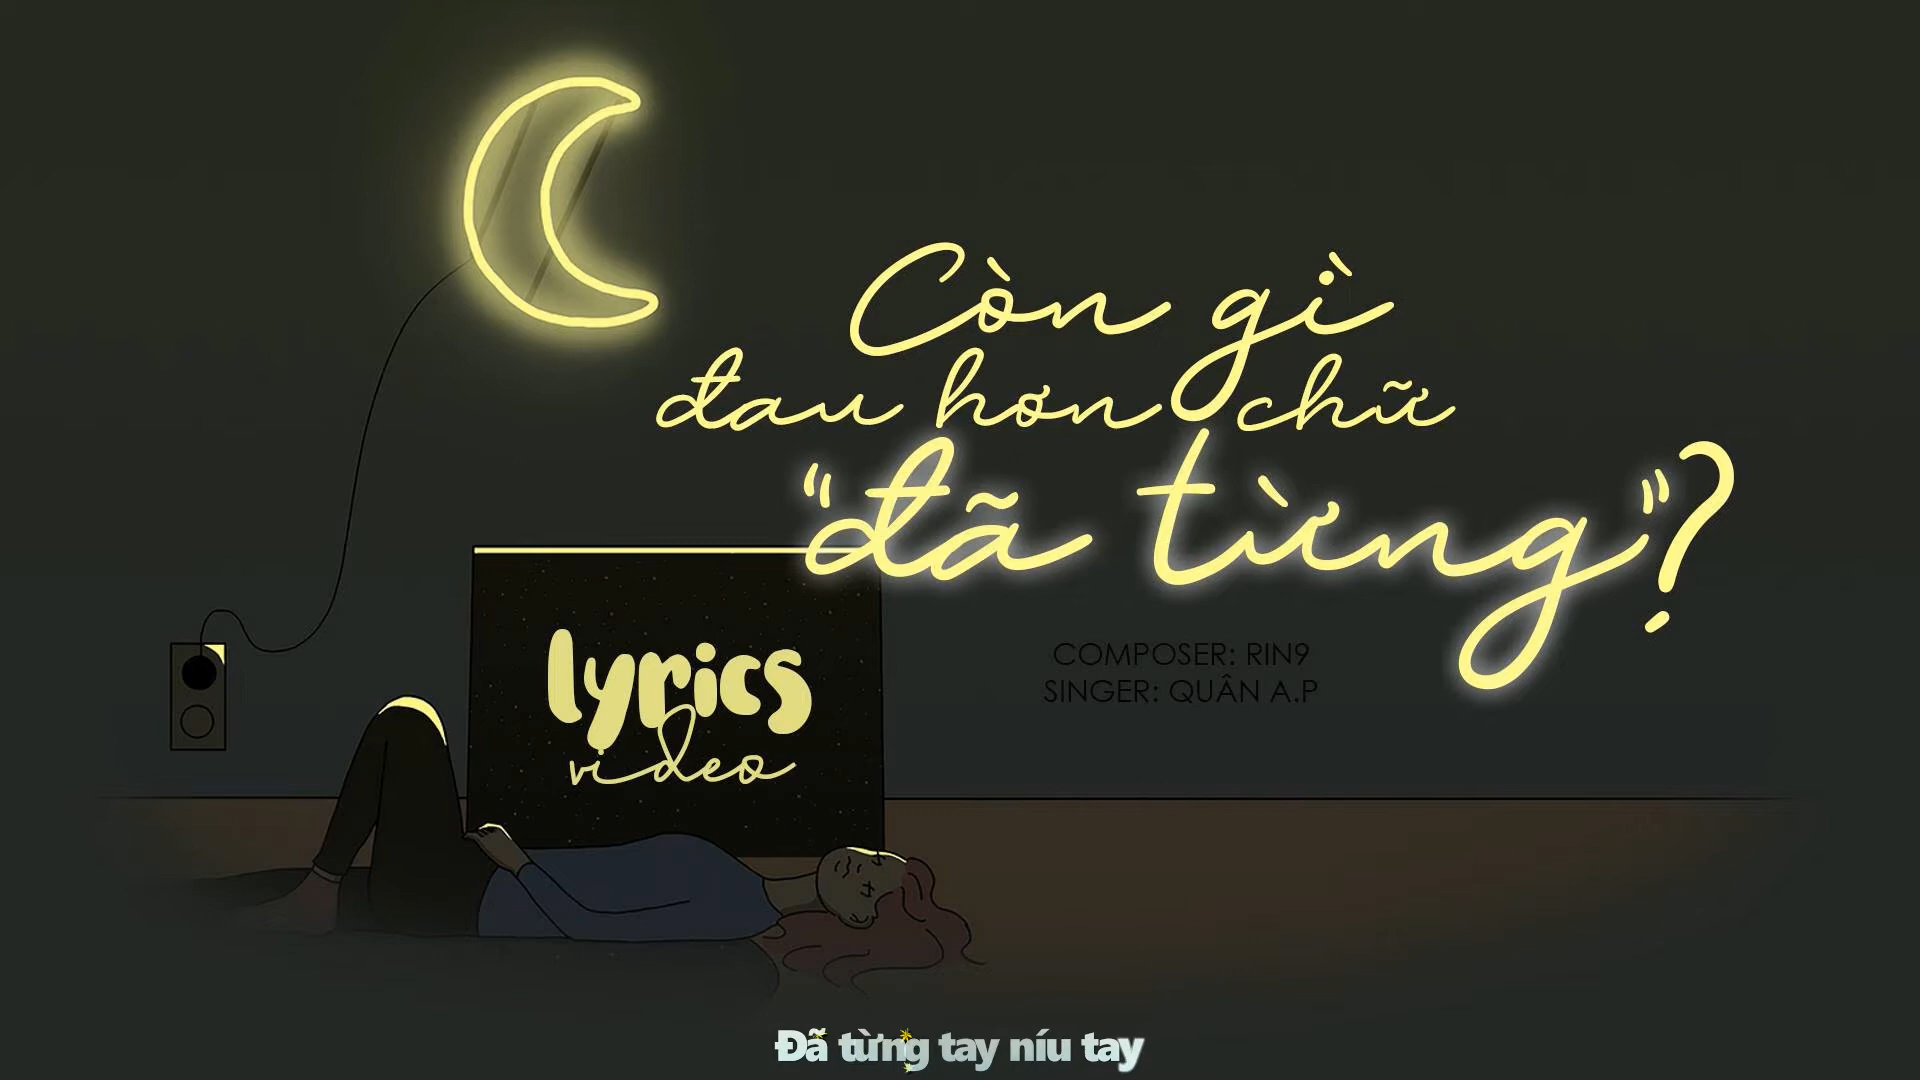 Còn gì
đau hơn chữ
"đã từng"?
lyrics
video
COMPOSER: RIN9
SINGER: QUÂN A.P
Đã từng tay níu tay